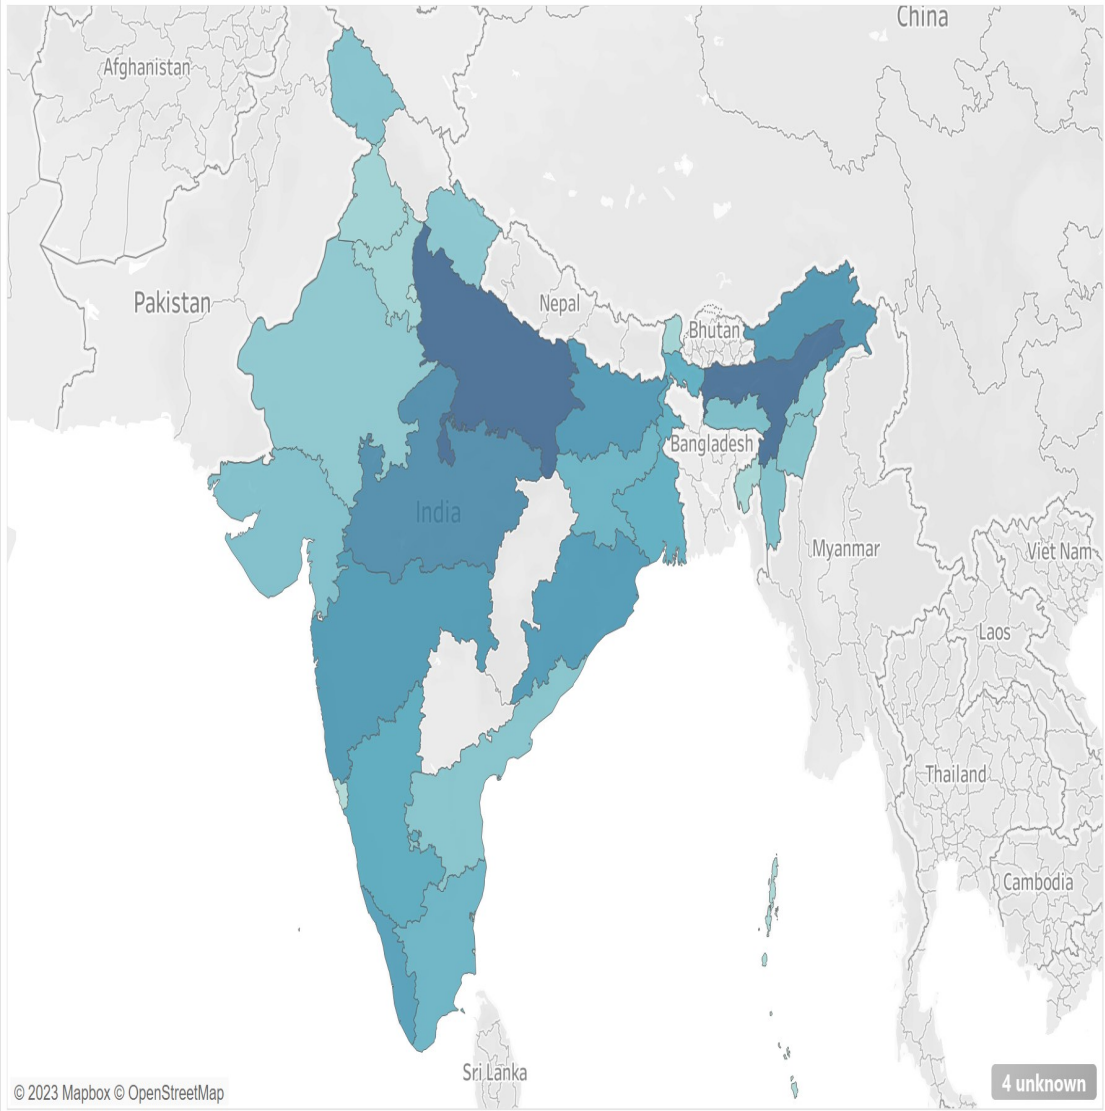 China
Afghanistan
Pakistan
Nepal
Bhutan
Bangladesh
India
Myanmar
Viet Nam
Laos
Thailand
Cambodia
Sri Lanka
© 2023 Mapbox © OpenStreetMap
4 unknown